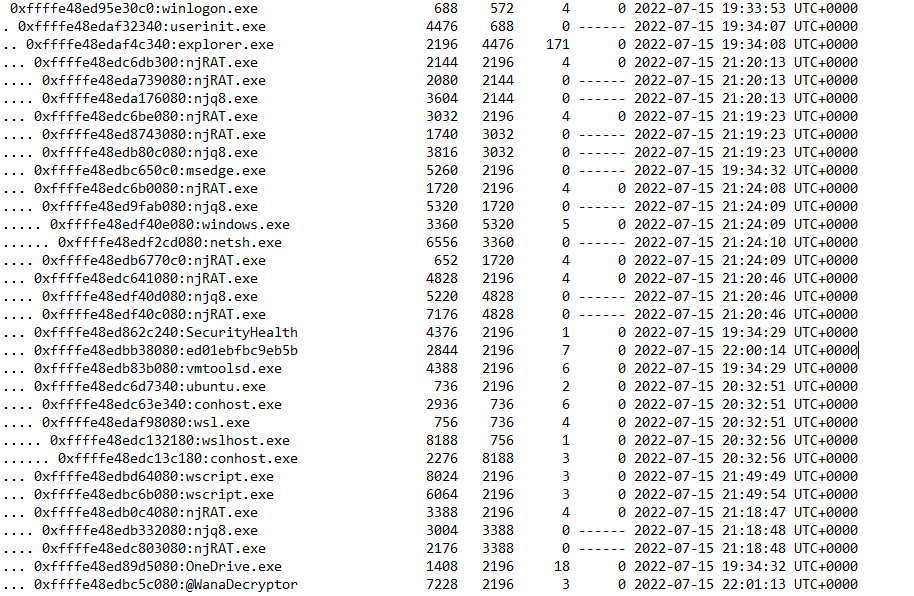 0xffffe48ed95e30c0:winlogon.exe 688 572 4 0 2022-07-15 19:33:53 UTC+0000
. 0xffffe48edaf32340:userinit.exe 4476 688 0 ------ 2022-07-15 19:34:07 UTC+0000
.. 0xffffe48edaf4c340:explorer.exe 2196 4476 171 0 2022-07-15 19:34:08 UTC+0000
... 0xffffe48edc6db300:njRAT.exe 2144 2196 4 0 2022-07-15 21:20:13 UTC+0000
.... 0xffffe48eda739080:njRAT.exe 2080 2144 0 ------ 2022-07-15 21:20:13 UTC+0000
.... 0xffffe48eda176080:njq8.exe 3604 2144 0 ------ 2022-07-15 21:20:13 UTC+0000
... 0xffffe48edc6be080:njRAT.exe 3032 2196 4 0 2022-07-15 21:19:23 UTC+0000
.... 0xffffe48ed8743080:njRAT.exe 1740 3032 0 ------ 2022-07-15 21:19:23 UTC+0000
.... 0xffffe48edb80c080:njq8.exe 3816 3032 0 ------ 2022-07-15 21:19:23 UTC+0000
... 0xffffe48edbc650c0:msedge.exe 5260 2196 0 ------ 2022-07-15 19:34:32 UTC+0000
... 0xffffe48edc6b0080:njRAT.exe 1720 2196 4 0 2022-07-15 21:24:08 UTC+0000
.... 0xffffe48ed9fab080:njq8.exe 5320 1720 0 ------ 2022-07-15 21:24:09 UTC+0000
..... 0xffffe48edf40e080:windows.exe 3360 5320 5 0 2022-07-15 21:24:09 UTC+0000
...... 0xffffe48edf2cd080:netsh.exe 6556 3360 0 ------ 2022-07-15 21:24:10 UTC+0000
.... 0xffffe48edb6770c0:njRAT.exe 652 1720 4 0 2022-07-15 21:24:09 UTC+0000
... 0xffffe48edc641080:njRAT.exe 4828 2196 4 0 2022-07-15 21:20:46 UTC+0000
.... 0xffffe48edf40d080:njq8.exe 5220 4828 0 ------ 2022-07-15 21:20:46 UTC+0000
.... 0xffffe48edf40c080:njRAT.exe 7176 4828 0 ------ 2022-07-15 21:20:46 UTC+0000
... 0xffffe48ed862c240:SecurityHealth 4376 2196 1 0 2022-07-15 19:34:29 UTC+0000
... 0xffffe48edbb38080:ed01ebfbc9eb5b 2844 2196 7 0 2022-07-15 22:00:14 UTC+0000
... 0xffffe48edb83b080:vmtoolsd.exe 4388 2196 6 0 2022-07-15 19:34:29 UTC+0000
... 0xffffe48edc6d7340:ubuntu.exe 736 2196 2 0 2022-07-15 20:32:51 UTC+0000
.... 0xffffe48edc63e340:conhost.exe 2936 736 6 0 2022-07-15 20:32:51 UTC+0000
.... 0xffffe48edaf98080:wsl.exe 756 736 4 0 2022-07-15 20:32:51 UTC+0000
..... 0xffffe48edc132180:wslhost.exe 8188 756 1 0 2022-07-15 20:32:56 UTC+0000
...... 0xffffe48edc13c180:conhost.exe 2276 8188 3 0 2022-07-15 20:32:56 UTC+0000
... 0xffffe48edbd64080:wscript.exe 8024 2196 3 0 2022-07-15 21:49:49 UTC+0000
... 0xffffe48edbc6b080:wscript.exe 6064 2196 3 0 2022-07-15 21:49:54 UTC+0000
... 0xffffe48edb0c4080:njRAT.exe 3388 2196 4 0 2022-07-15 21:18:47 UTC+0000
.... 0xffffe48edb332080:njq8.exe 3004 3388 0 ------ 2022-07-15 21:18:48 UTC+0000
.... 0xffffe48edc803080:njRAT.exe 2176 3388 0 ------ 2022-07-15 21:18:48 UTC+0000
... 0xffffe48ed89d5080:OneDrive.exe 1408 2196 18 0 2022-07-15 19:34:32 UTC+0000
... 0xffffe48edbc5c080:@WanaDecryptor 7228 2196 3 0 2022-07-15 22:01:13 UTC+0000